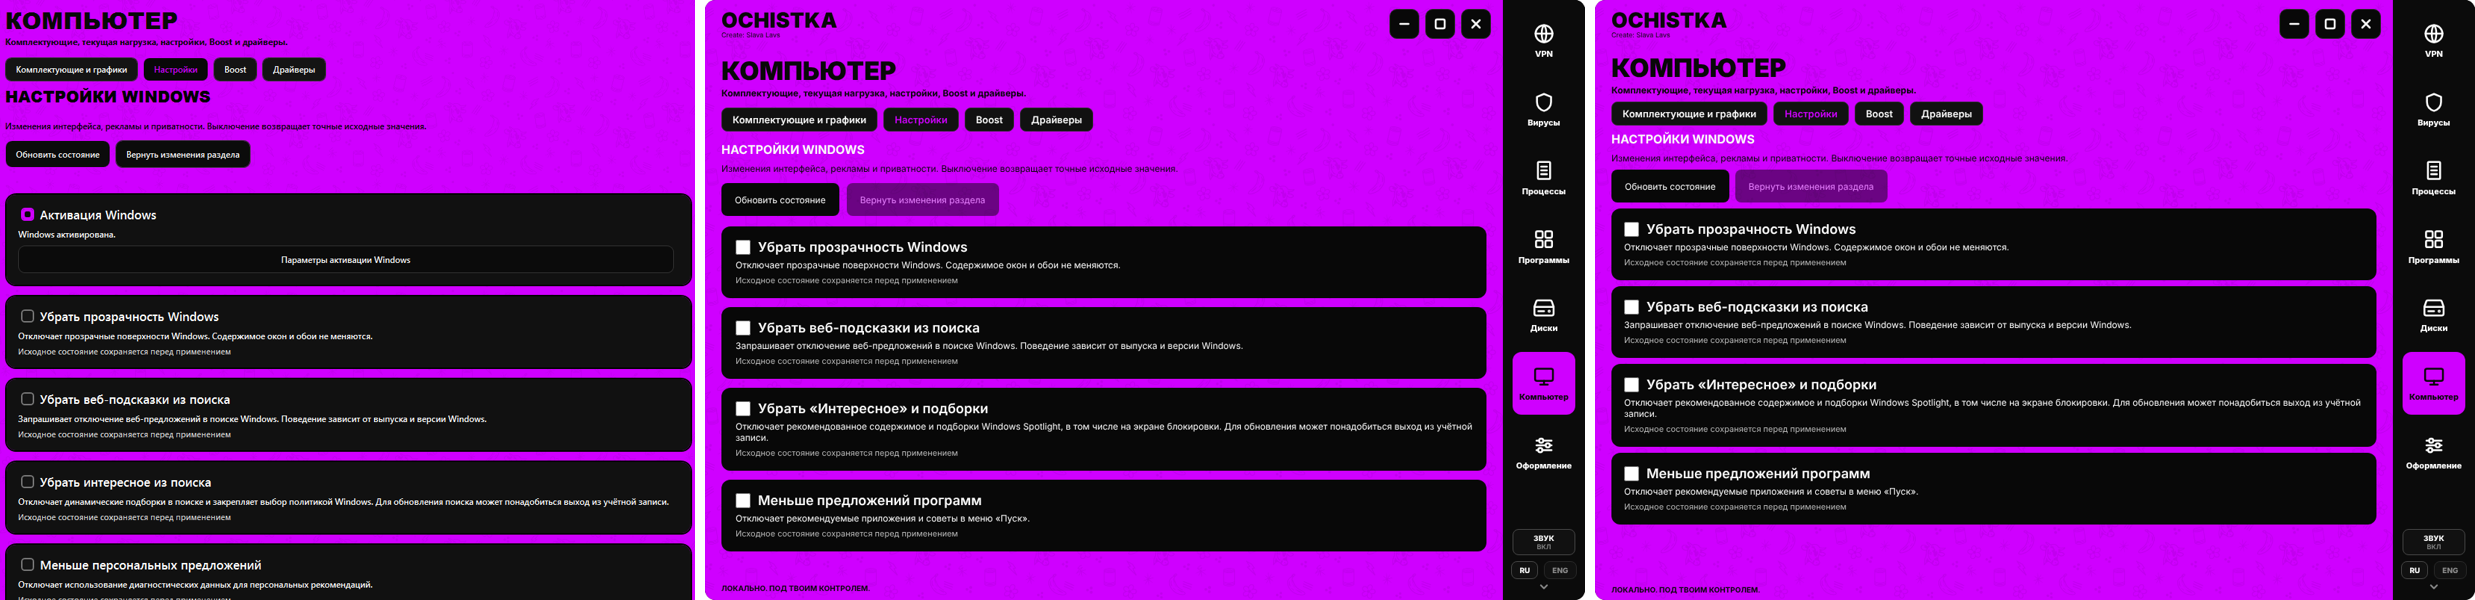 КОМПЬЮТЕР
Комплектующие, текущая нагрузка, настройки, Boost и драйверы.
Комплектующие и графики
Настройки
Boost
Драйверы
НАСТРОЙКИ WINDOWS
Изменения интерфейса, рекламы и приватности. Выключение возвращает точные исходные значения.
Обновить состояние
Вернуть изменения раздела
Активация Windows
Windows активирована.
Параметры активации Windows
Убрать прозрачность Windows
Отключает прозрачные поверхности Windows. Содержимое окон и обои не меняются.
Исходное состояние сохраняется перед применением
Убрать веб-подсказки из поиска
Запрашивает отключение веб-предложений в поиске Windows. Поведение зависит от выпуска и версии Windows.
Исходное состояние сохраняется перед применением
Убрать интересное из поиска
Отключает динамические подборки в поиске и закрепляет выбор политикой Windows. Для обновления поиска может понадобиться выход из учётной записи.
Исходное состояние сохраняется перед применением
Меньше персональных предложений
Отключает использование диагностических данных для персональных рекомендаций.
Исходное состояние сохраняется перед применением
OCHISTKA
Create: Slava Lavs
КОМПЬЮТЕР
Комплектующие, текущая нагрузка, настройки, Boost и драйверы.
Комплектующие и графики
Настройки
Boost
Драйверы
НАСТРОЙКИ WINDOWS
Изменения интерфейса, рекламы и приватности. Выключение возвращает точные исходные значения.
Обновить состояние
Вернуть изменения раздела
Убрать прозрачность Windows
Отключает прозрачные поверхности Windows. Содержимое окон и обои не меняются.
Исходное состояние сохраняется перед применением
Убрать веб-подсказки из поиска
Запрашивает отключение веб-предложений в поиске Windows. Поведение зависит от выпуска и версии Windows.
Исходное состояние сохраняется перед применением
Убрать «Интересное» и подборки
Отключает рекомендованное содержимое и подборки Windows Spotlight, в том числе на экране блокировки. Для обновления может понадобиться выход из учётной
записи.
Исходное состояние сохраняется перед применением
Меньше предложений программ
Отключает рекомендуемые приложения и советы в меню «Пуск».
Исходное состояние сохраняется перед применением
ЛОКАЛЬНО. ПОД ТВОИМ КОНТРОЛЕМ.
VPN
Вирусы
Процессы
Программы
Диски
Компьютер
Оформление
ЗВУК
ВКЛ
RU
ENG
OCHISTKA
Create: Slava Lavs
КОМПЬЮТЕР
Комплектующие, текущая нагрузка, настройки, Boost и драйверы.
Комплектующие и графики
Настройки
Boost
Драйверы
НАСТРОЙКИ WINDOWS
Изменения интерфейса, рекламы и приватности. Выключение возвращает точные исходные значения.
Обновить состояние
Вернуть изменения раздела
Убрать прозрачность Windows
Отключает прозрачные поверхности Windows. Содержимое окон и обои не меняются.
Исходное состояние сохраняется перед применением
Убрать веб-подсказки из поиска
Запрашивает отключение веб-предложений в поиске Windows. Поведение зависит от выпуска и версии Windows.
Исходное состояние сохраняется перед применением
Убрать «Интересное» и подборки
Отключает рекомендованное содержимое и подборки Windows Spotlight, в том числе на экране блокировки. Для обновления может понадобиться выход из учётной
записи.
Исходное состояние сохраняется перед применением
Меньше предложений программ
Отключает рекомендуемые приложения и советы в меню «Пуск».
Исходное состояние сохраняется перед применением
ЛОКАЛЬНО. ПОД ТВОИМ КОНТРОЛЕМ.
VPN
Вирусы
Процессы
Программы
Диски
Компьютер
Оформление
ЗВУК
ВКЛ
RU
ENG